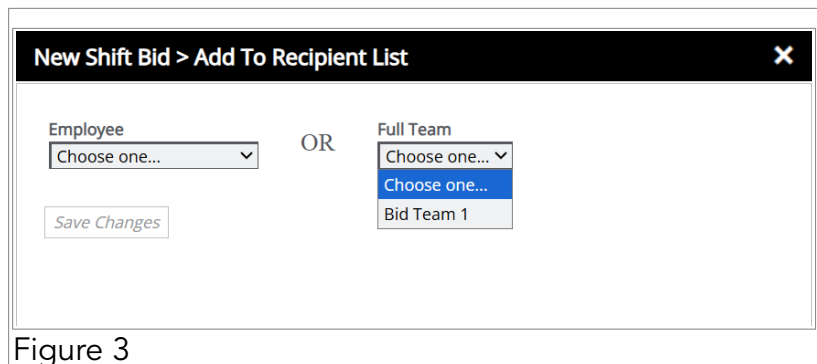 New Shift Bid > Add To Recipient List ×
Employee
Choose one...
OR
Full Team
Choose one...
Choose one...
Bid Team 1
Save Changes
Figure 3